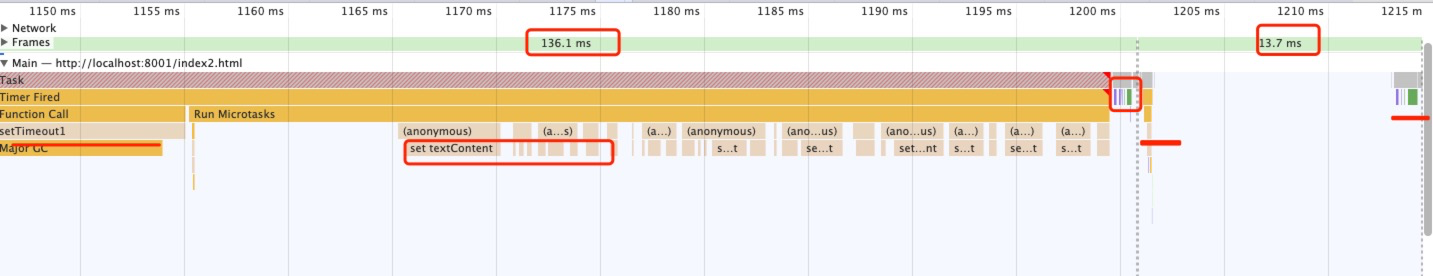 1150 ms 1155 ms 1160 ms 1165 ms 1170 ms 1175 ms 1180 ms 1185 ms 1190 ms 1195 ms 1200 ms 1205 ms 1210 ms 1215 m
Network
Frames 136.1 ms 13.7 ms
Main — http://localhost:8001/index2.html
Task
Timer Fired
Function Call Run Microtasks
setTimeout1 (anonymous) (a...s) (a...) (anonymous) (ano...us) (ano...us) (a...) (a...) (a...)
Major GC set textContent s...t se...t set...nt s...t se...t s...t